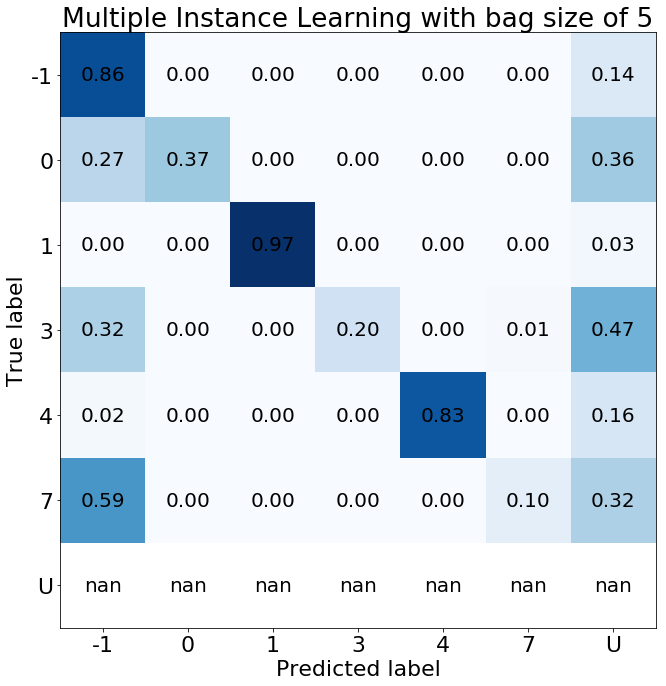 Multiple Instance Learning with bag size of 5
True label
-1 0.86 0.00 0.00 0.00 0.00 0.00 0.14
0 0.27 0.37 0.00 0.00 0.00 0.00 0.36
1 0.00 0.00 0.97 0.00 0.00 0.00 0.03
3 0.32 0.00 0.00 0.20 0.00 0.01 0.47
4 0.02 0.00 0.00 0.00 0.83 0.00 0.16
7 0.59 0.00 0.00 0.00 0.00 0.10 0.32
U nan nan nan nan nan nan nan
-1 0 1 3 4 7 U
Predicted label